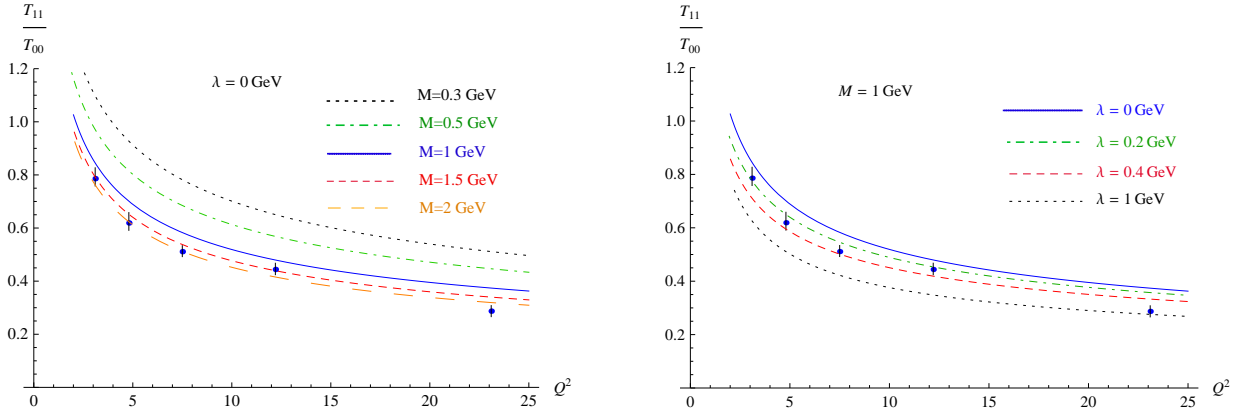 T11
T00
1.2
λ = 0 GeV
M=0.3 GeV
M=0.5 GeV
M=1 GeV
M=1.5 GeV
M=2 GeV
1.0
0.8
0.6
0.4
0.2
0 5 10 15 20 25 Q²
T11
T00
1.2
M = 1 GeV
λ = 0 GeV
λ = 0.2 GeV
λ = 0.4 GeV
λ = 1 GeV
1.0
0.8
0.6
0.4
0.2
0 5 10 15 20 25 Q²